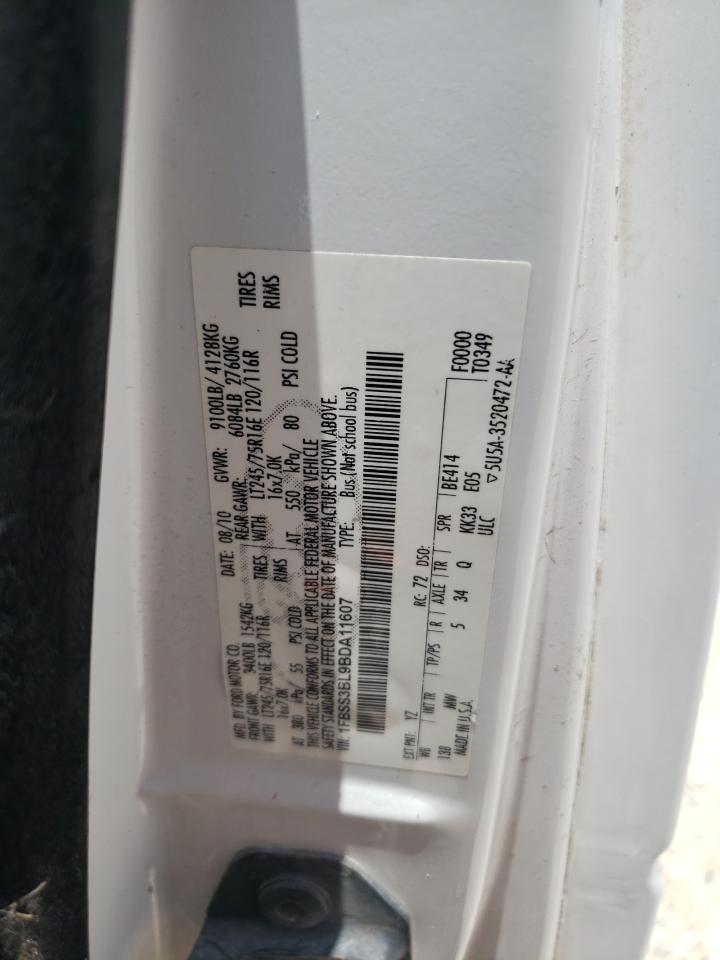 MFD. BY FORD MOTOR CO. DATE: 08/10 GVWR: 9100LB/ 4128KG
FRONT GAWR: 3400LB 1542KG REAR GAWR: 6084LB 2760KG
WITH LT245/75R16E 120/116R TIRES WITH LT245/75R16E 120/116R TIRES
16x7.0K RIMS 16x7.0K RIMS
AT 380 kPa/ 55 PSI COLD AT 550 kPa/ 80 PSI COLD
THIS VEHICLE CONFORMS TO ALL APPLICABLE FEDERAL MOTOR VEHICLE
SAFETY STANDARDS IN EFFECT ON THE DATE OF MANUFACTURE SHOWN ABOVE.
VIN: 1FBSS3BL9BDA11607 TYPE: Bus (Not school bus)
EXT PNT: YZ RC: 72 DSO: F0000
WB INT TR TP/PS R AXLE TR SPR BE414 T0349
138 MW 5 34 Q KK33 E05
MADE IN U.S.A. ULC ▽5U5A-3520472-AA